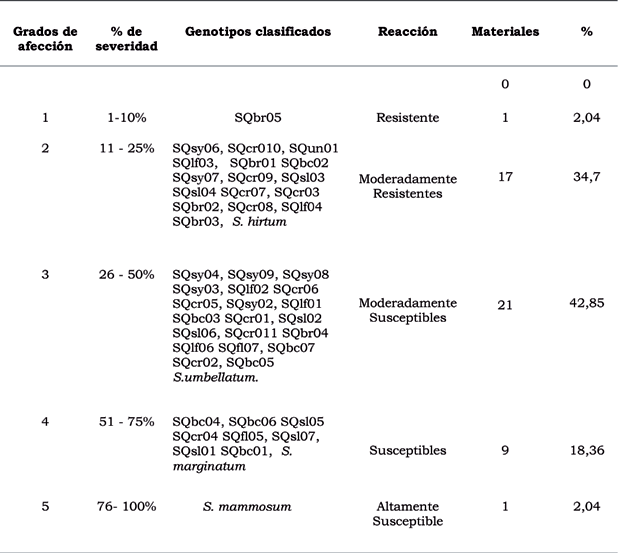 Grados de afección % de severidad Genotipos clasificados Reacción Materiales %
0 0
1 1-10% SQbr05 Resistente 1 2,04
2 11 - 25% SQsy06, SQcr010, SQun01
SQlf03, SQbr01 SQbc02
SQsy07, SQcr09, SQsl03
SQsl04 SQcr07, SQcr03
SQbr02, SQcr08, SQlf04
SQbr03, S. hirtum
Moderadamente Resistentes 17 34,7
3 26 - 50% SQsy04, SQsy09, SQsy08
SQsy03, SQlf02 SQcr06
SQcr05, SQsy02, SQlf01
SQbc03 SQcr01, SQsl02
SQsl06, SQcr011 SQbr04
SQlf06 SQfl07, SQbc07
SQcr02, SQbc05
S.umbellatum.
Moderadamente Susceptibles 21 42,85
4 51 - 75% SQbc04, SQbc06 SQsl05
SQcr04 SQfl05, SQsl07,
SQsl01 SQbc01, S.
marginatum
Susceptibles 9 18,36
5 76- 100% S. mammosum Altamente Susceptible 1 2,04